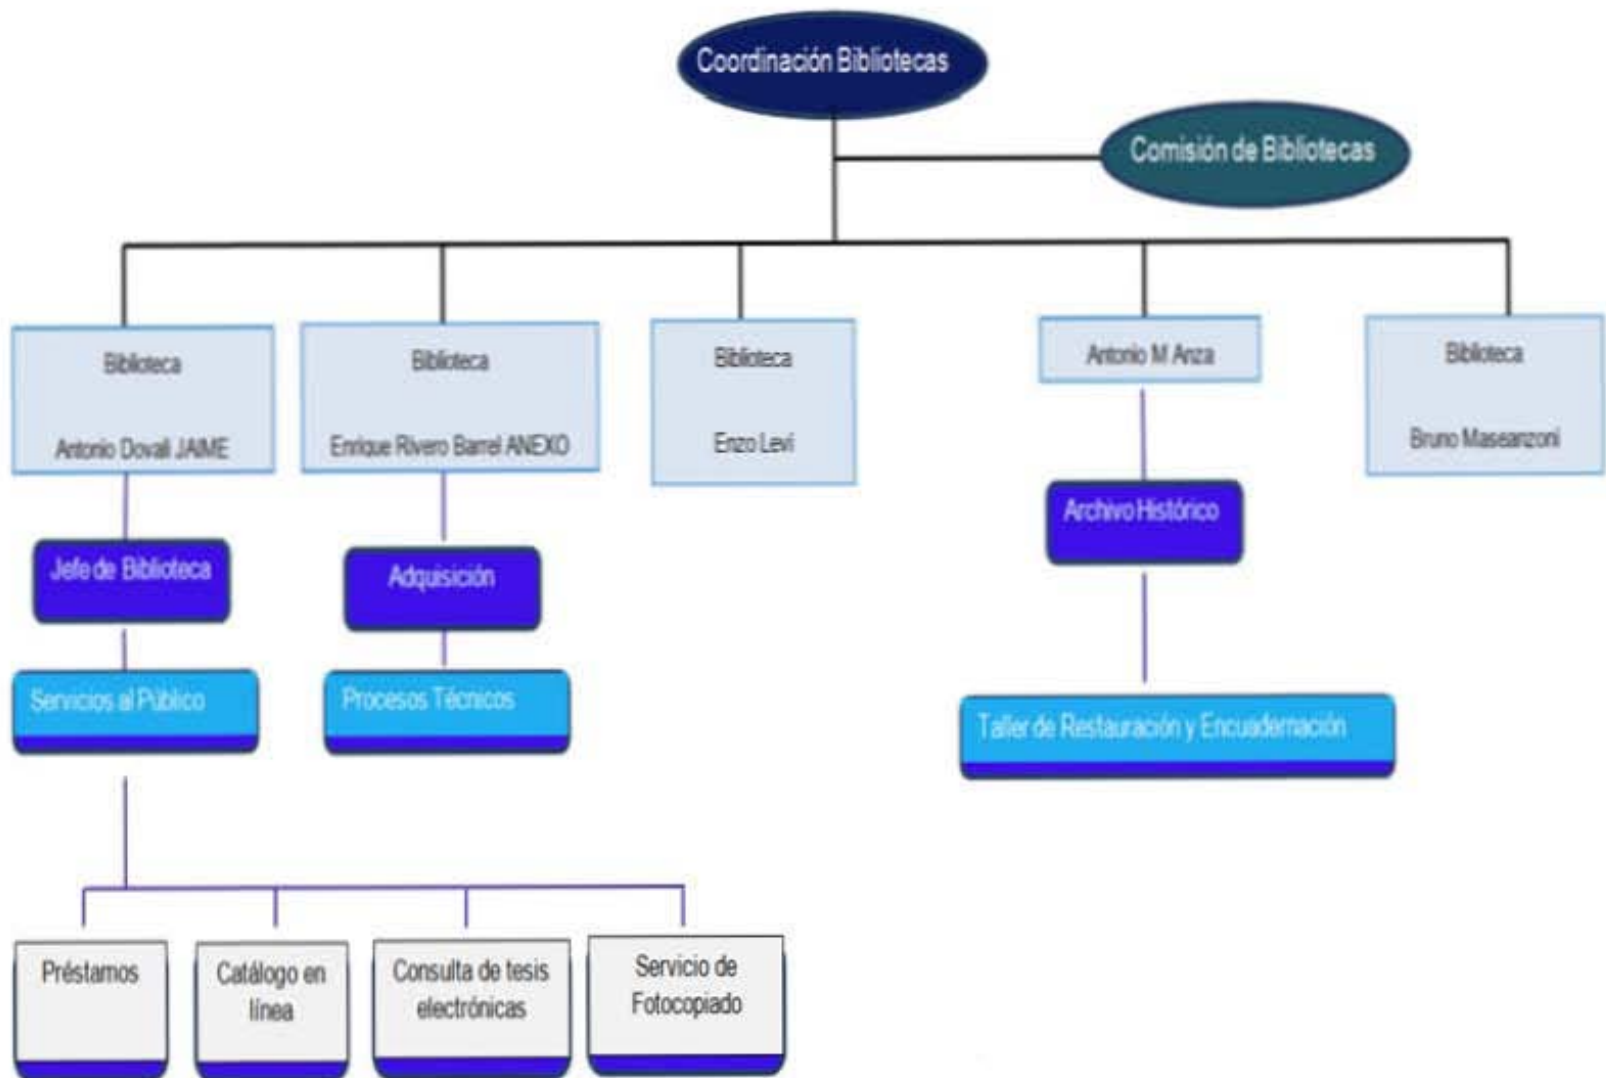 Coordinación Bibliotecas
Comisión de Bibliotecas
Biblioteca
Antonio Dovali JAIME
Biblioteca
Enrique Rivero Barrel ANEXO
Biblioteca
Enzo Levi
Antonio M Anza
Biblioteca
Bruno Maseanzoni
Jefe de Biblioteca
Adquisición
Archivo Histórico
Servicios al Público
Procesos Técnicos
Taller de Restauración y Encuadernación
Préstamos
Catálogo en
línea
Consulta de tesis
electrónicas
Servicio de
Fotocopiado